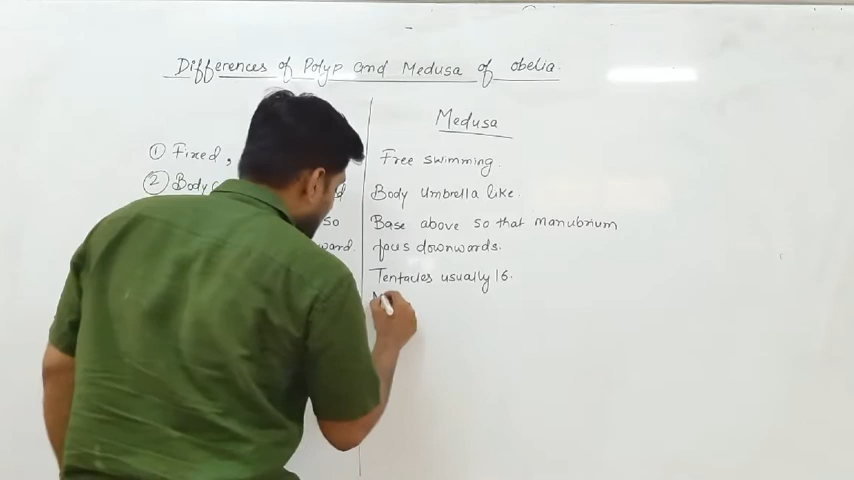 Differences of Polyp and Medusa of obelia.
Medusa
① Fixed,
Free swimming.
② Body
Body umbrella like.
so
Base above so that manubrium
ward.
faces downwards.
Tentacles usually 16.